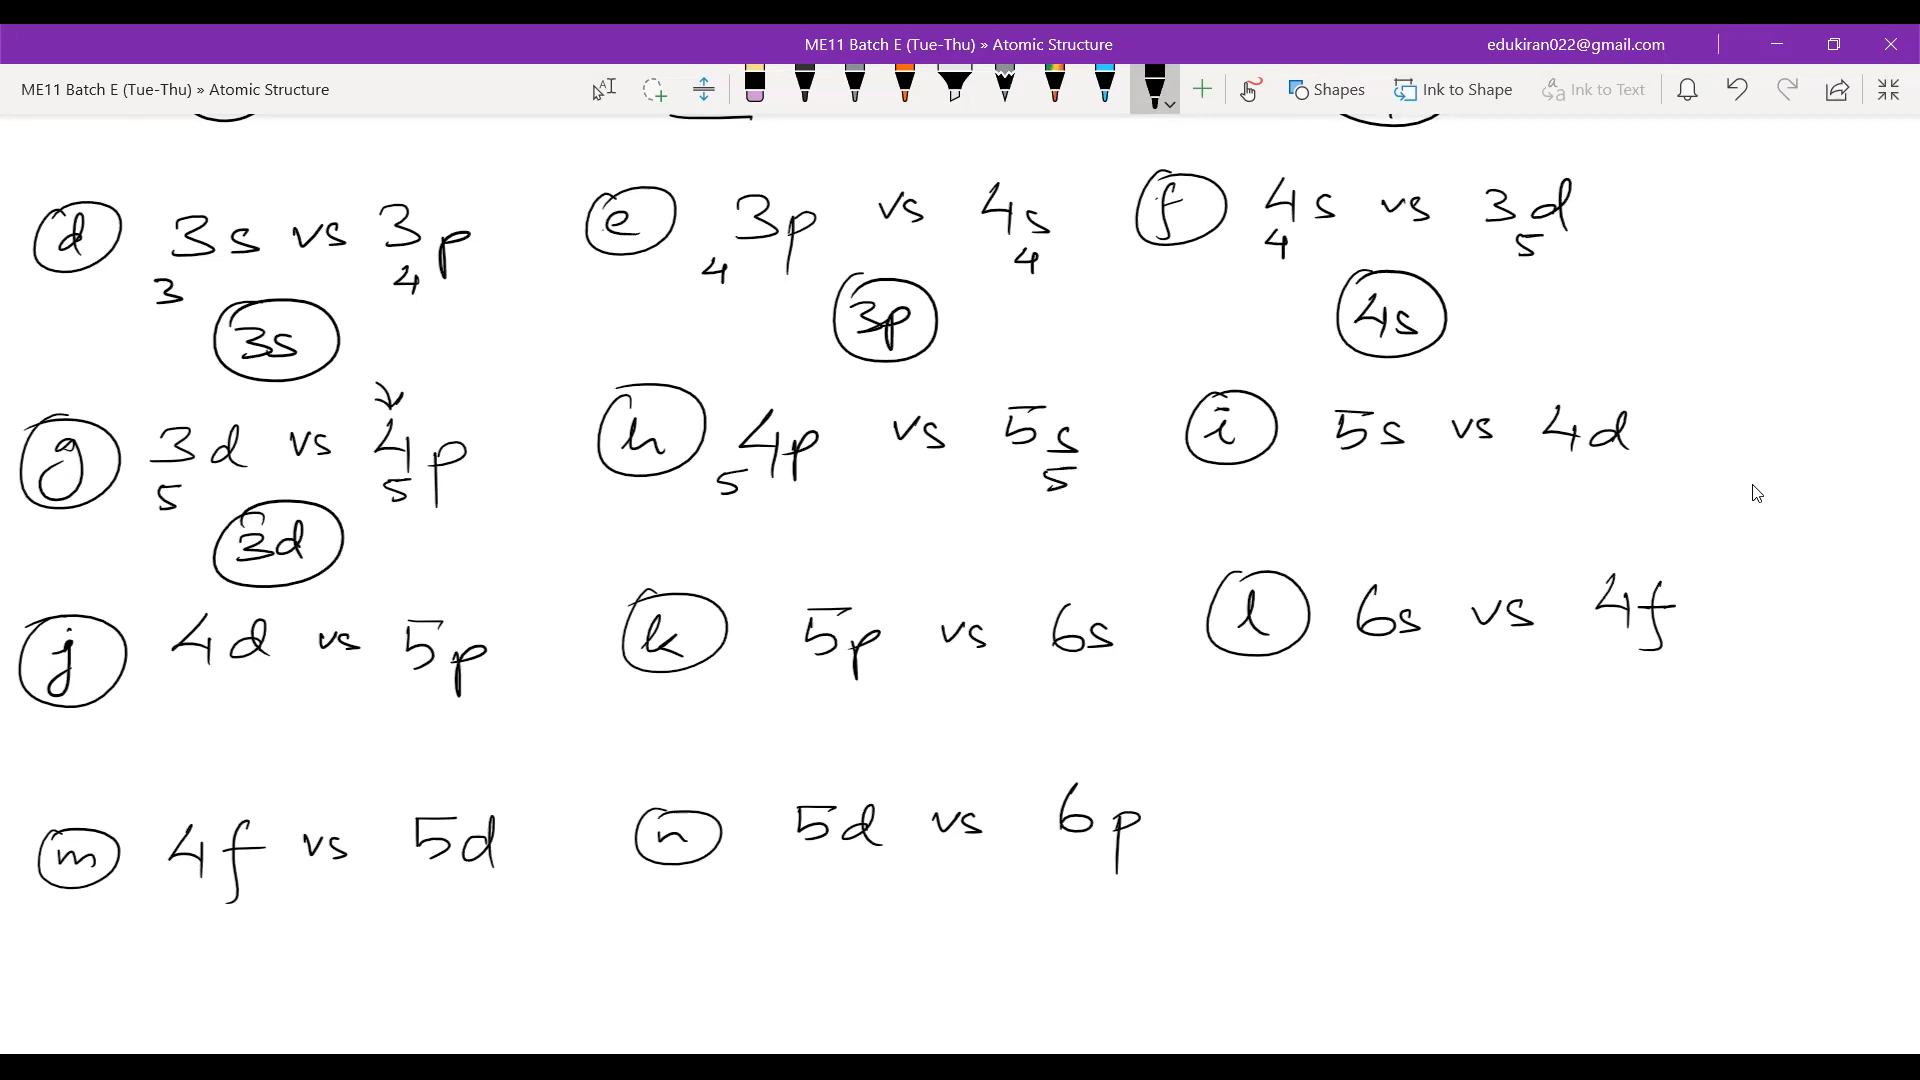 ME11 Batch E (Tue-Thu) » Atomic Structure edukiran022@gmail.com
ME11 Batch E (Tue-Thu) » Atomic Structure Shapes Ink to Shape Ink to Text
d 3s vs 3p e 3p vs 4s f 4s vs 3d
3 4 4 4 4 5
3s 3p 4s
g 3d vs 4p h 4p vs 5s i 5s vs 4d
5 5 5 5
3d
j 4d vs 5p k 5p vs 6s l 6s vs 4f
m 4f vs 5d n 5d vs 6p